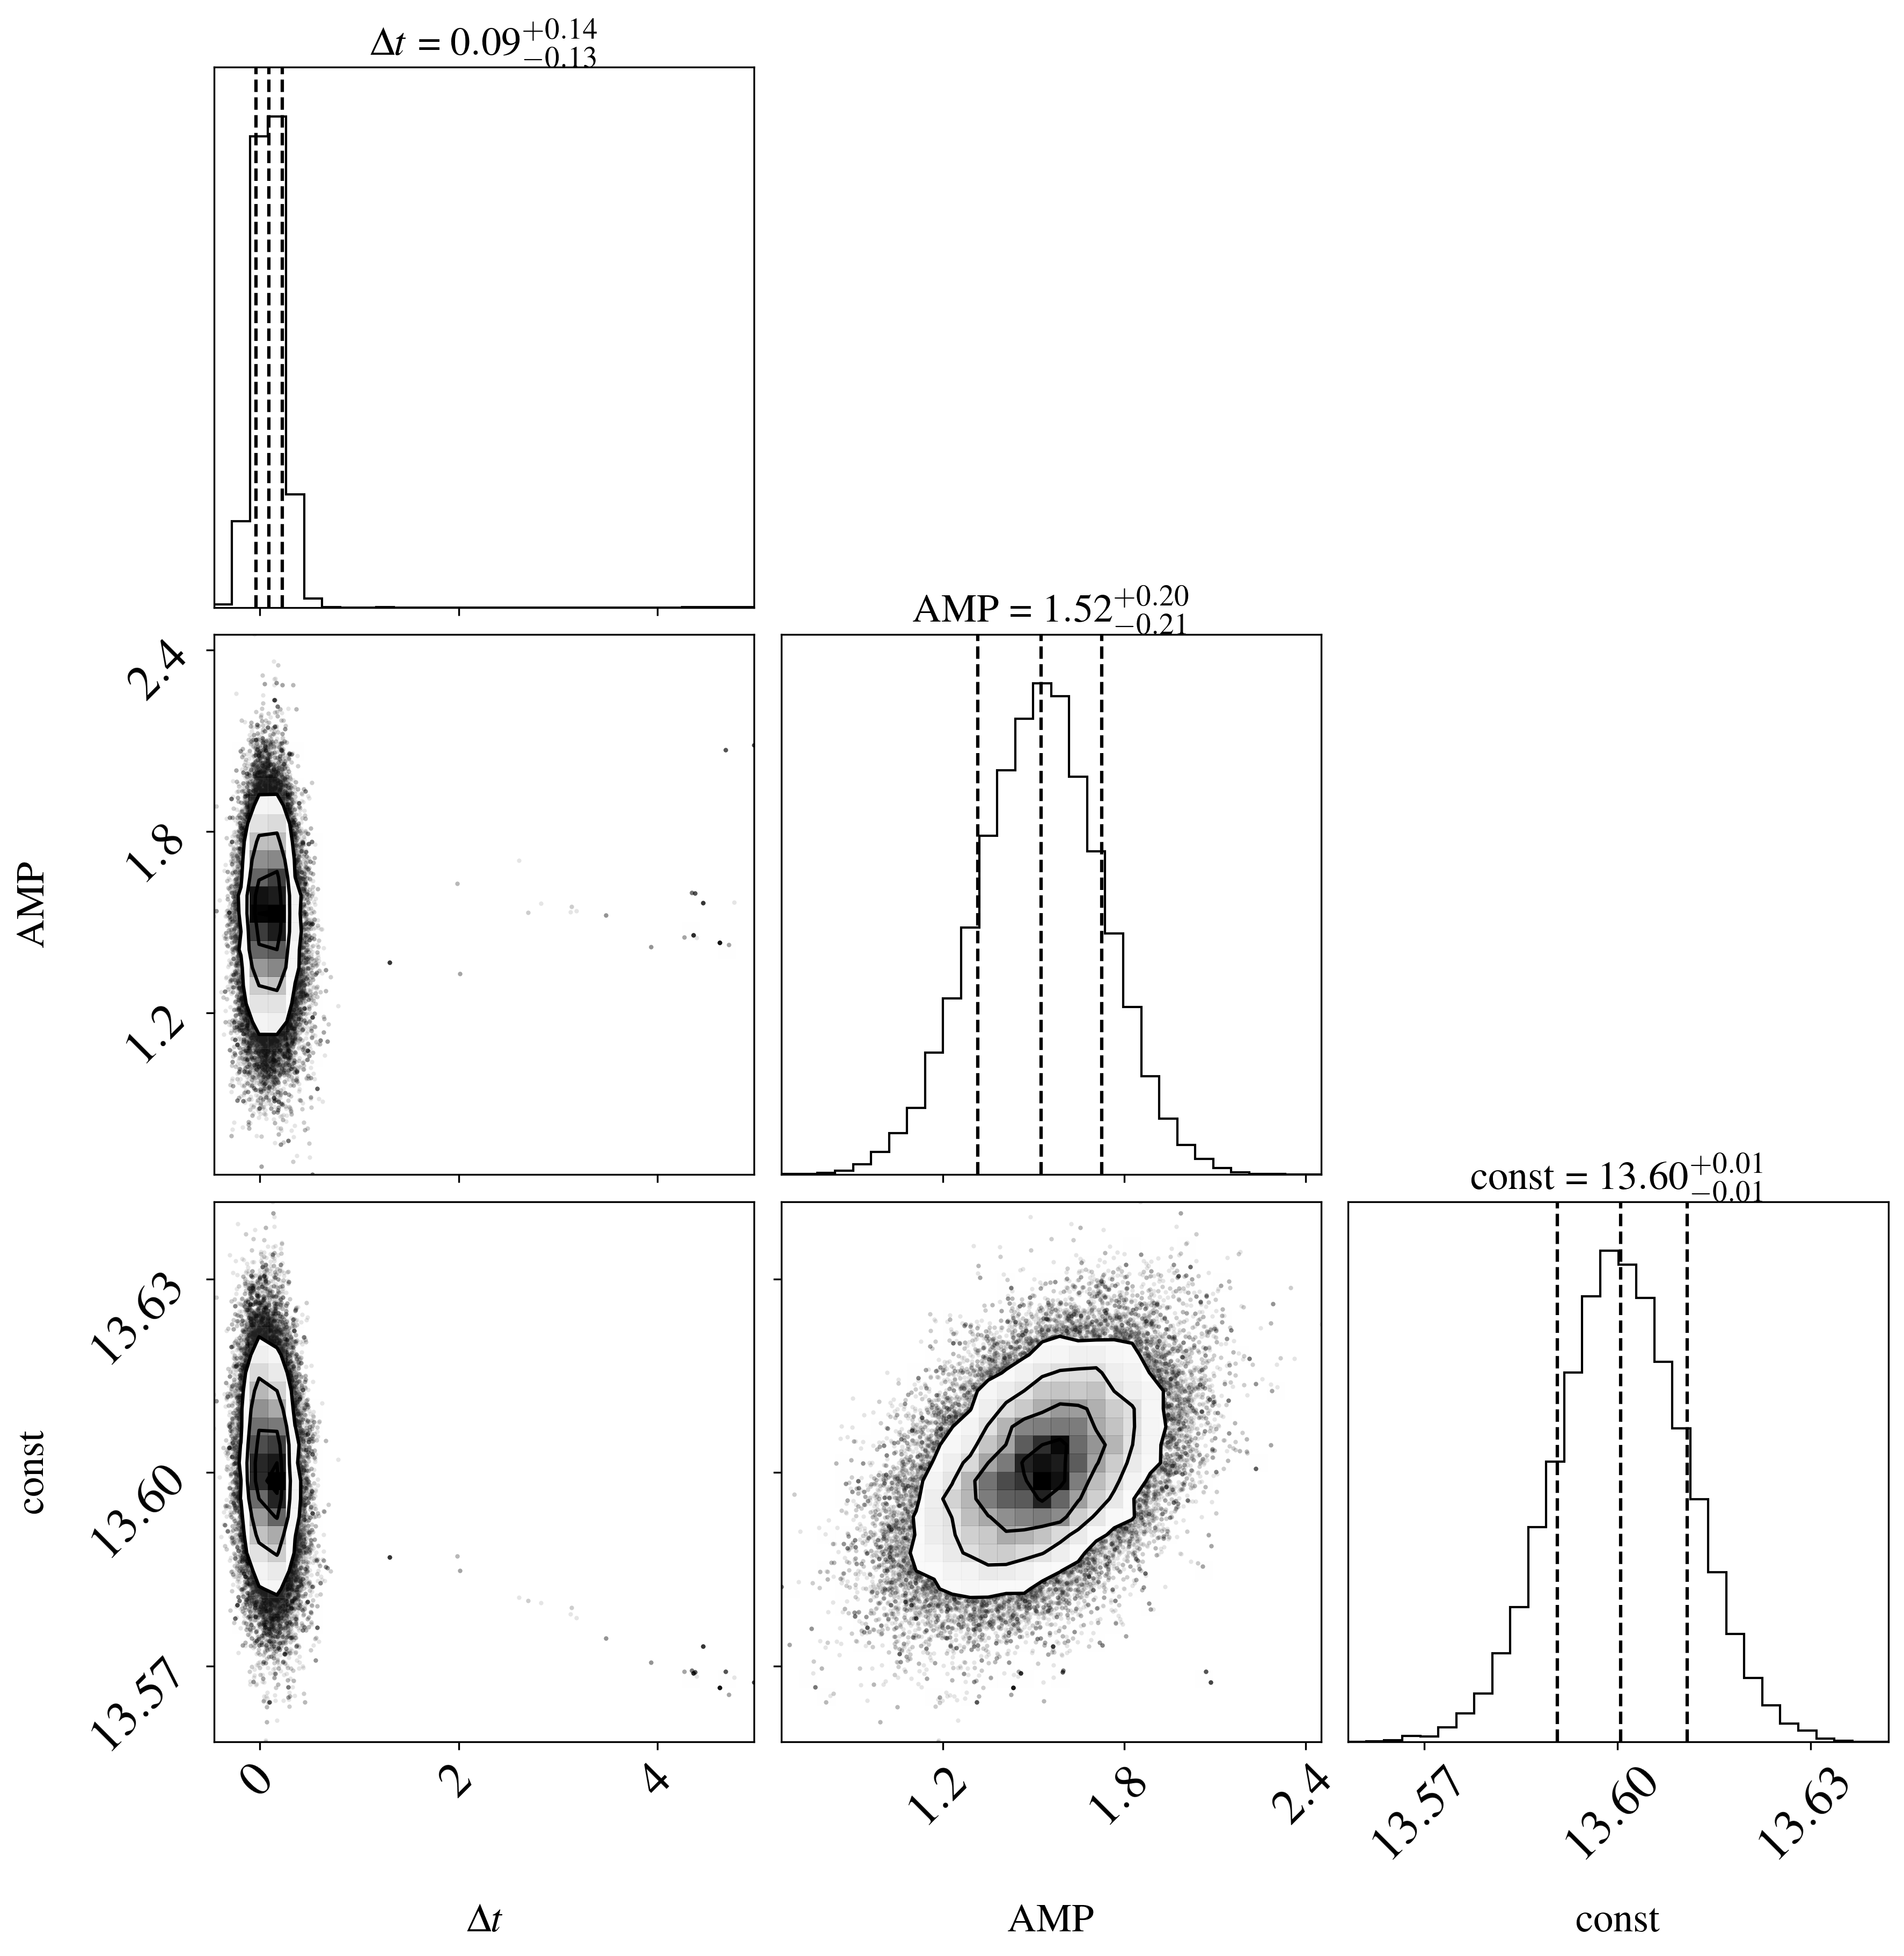 Δt = 0.09+0.14−0.13
AMP = 1.52+0.20−0.21
2.4
1.8
1.2
AMP
const = 13.60+0.01−0.01
13.63
13.60
13.57
const
0 2 4
1.2 1.8 2.4
13.57 13.60 13.63
Δt
AMP
const